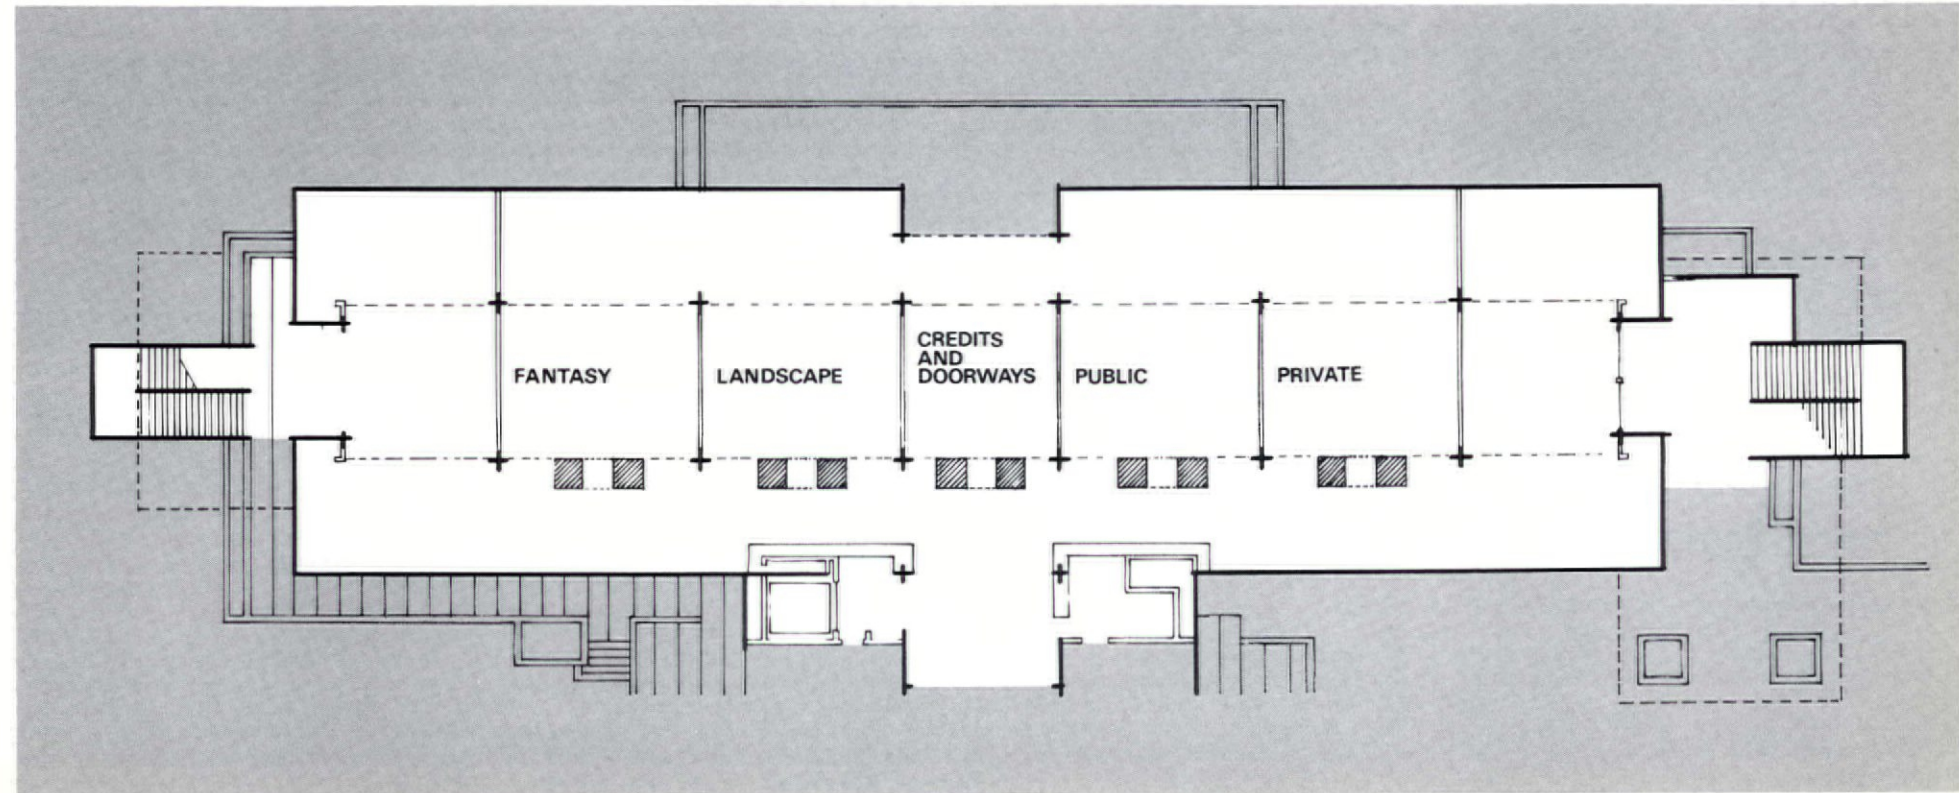 FANTASY
LANDSCAPE
CREDITS
AND
DOORWAYS
PUBLIC
PRIVATE